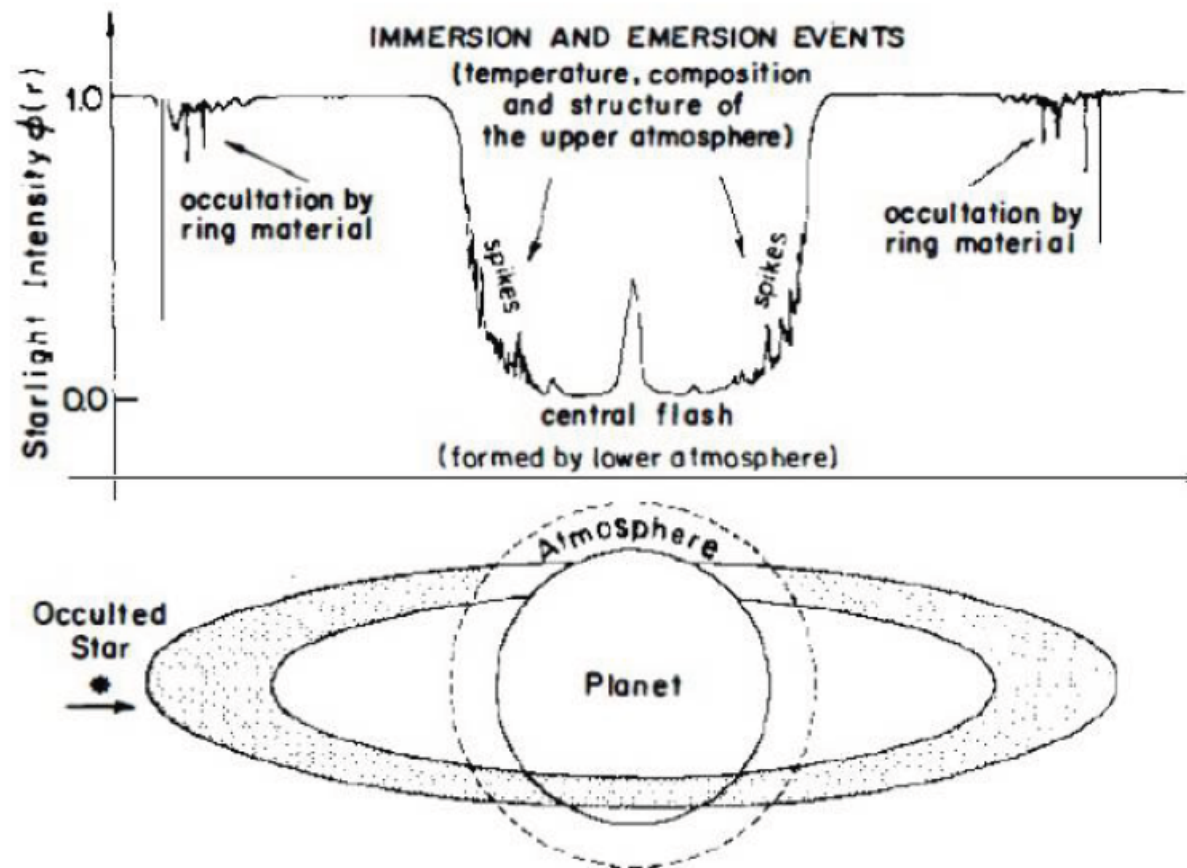 IMMERSION AND EMERSION EVENTS
(temperature, composition
and structure of
the upper atmosphere)
Starlight Intensity ϕ(r)
1.0
0.0
occultation by
ring material
spikes
spikes
occultation by
ring material
central flash
(formed by lower atmosphere)
Atmosphere
Occulted
Star
Planet